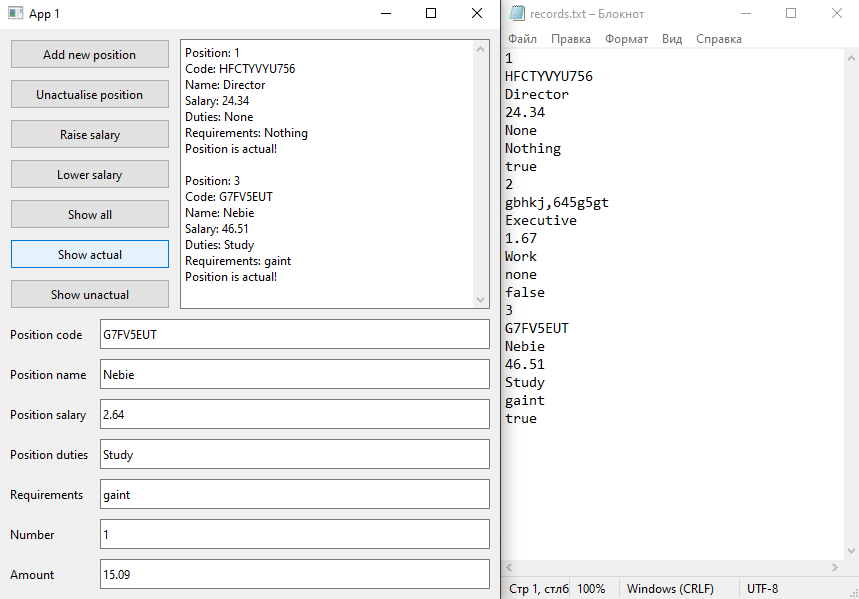 App 1
Add new position
Unactualise position
Raise salary
Lower salary
Show all
Show actual
Show unactual
Position: 1
Code: HFCTYVYU756
Name: Director
Salary: 24.34
Duties: None
Requirements: Nothing
Position is actual!
Position: 3
Code: G7FV5EUT
Name: Nebie
Salary: 46.51
Duties: Study
Requirements: gaint
Position is actual!
Position code G7FV5EUT
Position name Nebie
Position salary 2.64
Position duties Study
Requirements gaint
Number 1
Amount 15.09
records.txt – Блокнот
Файл Правка Формат Вид Справка
1
HFCTYVYU756
Director
24.34
None
Nothing
true
2
gbhkj,645g5gt
Executive
1.67
Work
none
false
3
G7FV5EUT
Nebie
46.51
Study
gaint
true
Стр 1, стлб 100% Windows (CRLF) UTF-8